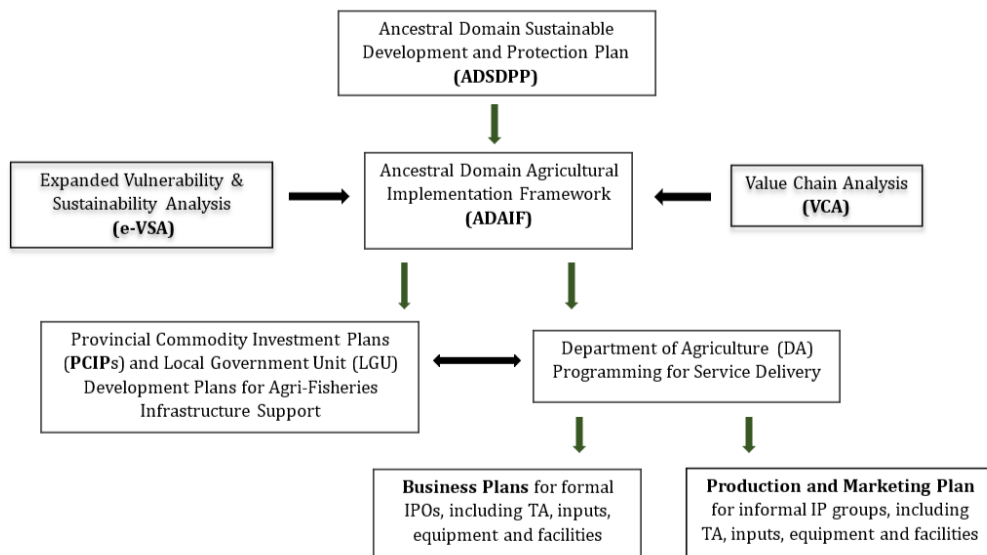 Ancestral Domain Sustainable
Development and Protection Plan
(ADSDPP)
Expanded Vulnerability &
Sustainability Analysis
(e-VSA)
Ancestral Domain Agricultural
Implementation Framework
(ADAIF)
Value Chain Analysis
(VCA)
Provincial Commodity Investment Plans
(PCIPs) and Local Government Unit (LGU)
Development Plans for Agri-Fisheries
Infrastructure Support
Department of Agriculture (DA)
Programming for Service Delivery
Business Plans for formal
IPOs, including TA, inputs,
equipment and facilities
Production and Marketing Plan
for informal IP groups, including
TA, inputs, equipment and facilities